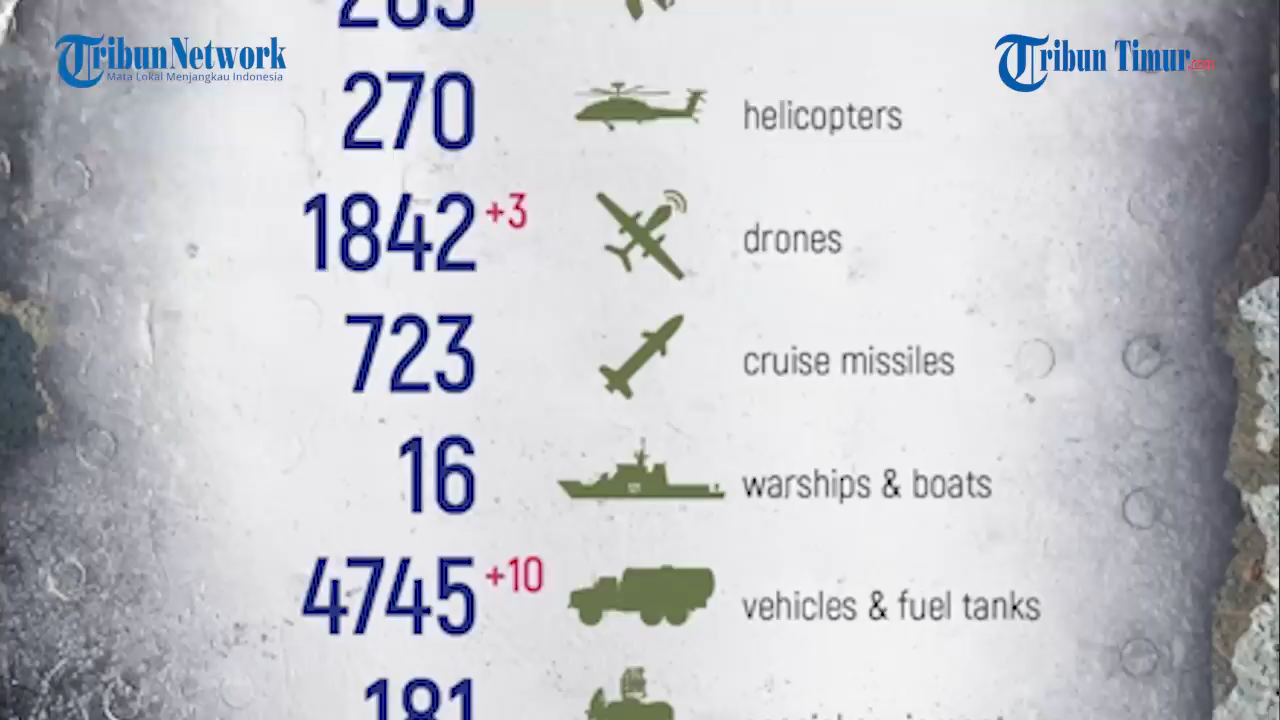 TribunNetwork
Mata Lokal Menjangkau Indonesia
Tribun Timur.com
270 helicopters
1842 +3 drones
723 cruise missiles
16 warships & boats
4745 +10 vehicles & fuel tanks
181